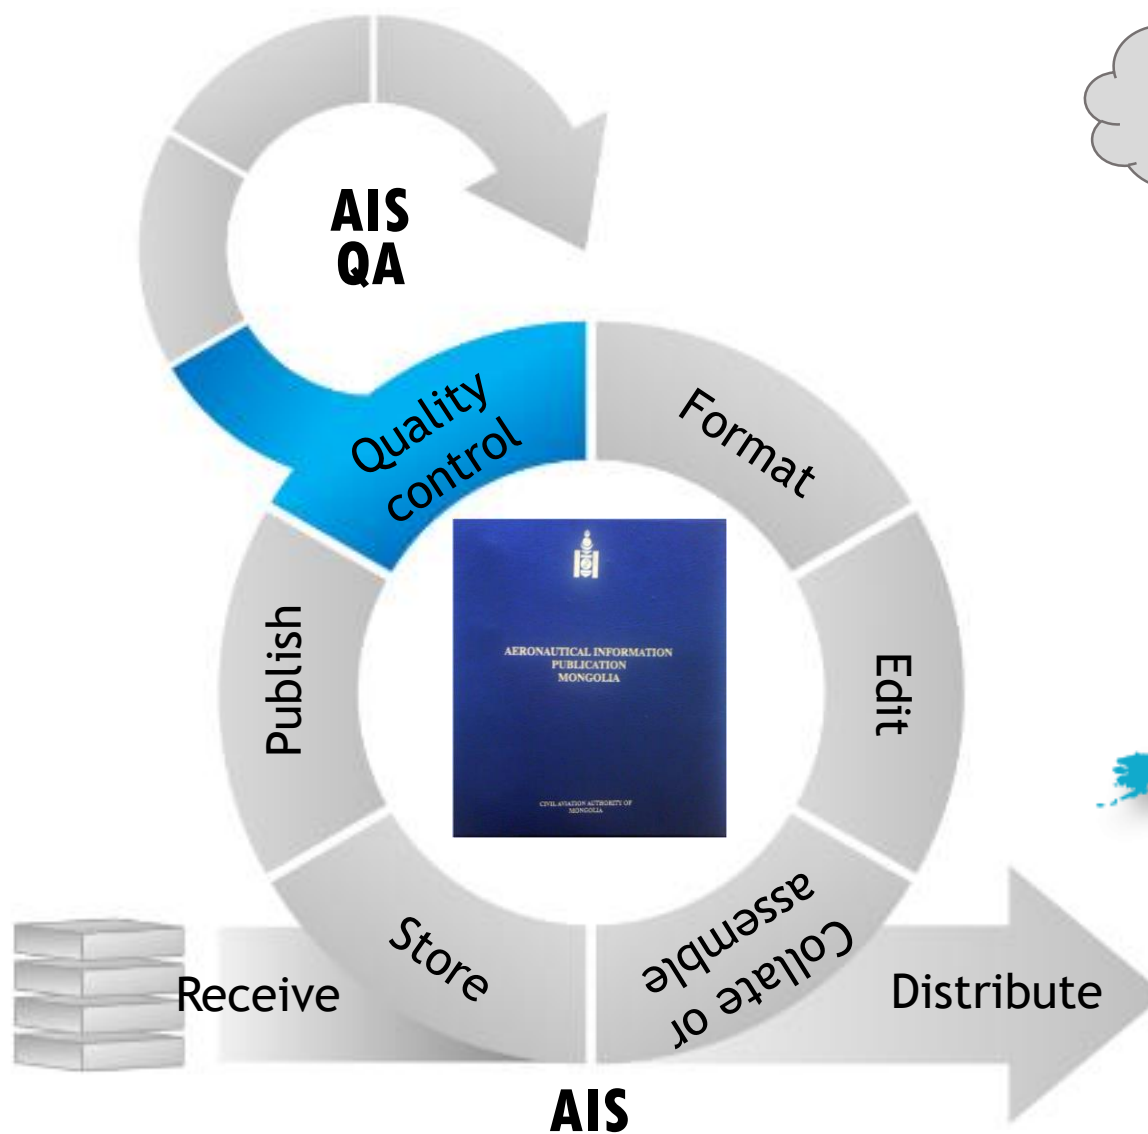 AIS
QA
Quality
control
Format
Publish
AERONAUTICAL INFORMATION
PUBLICATION
MONGOLIA
CIVIL AVIATION AUTHORITY OF
MONGOLIA
Edit
Store
Collate or
assemble
Receive
Distribute
AIS